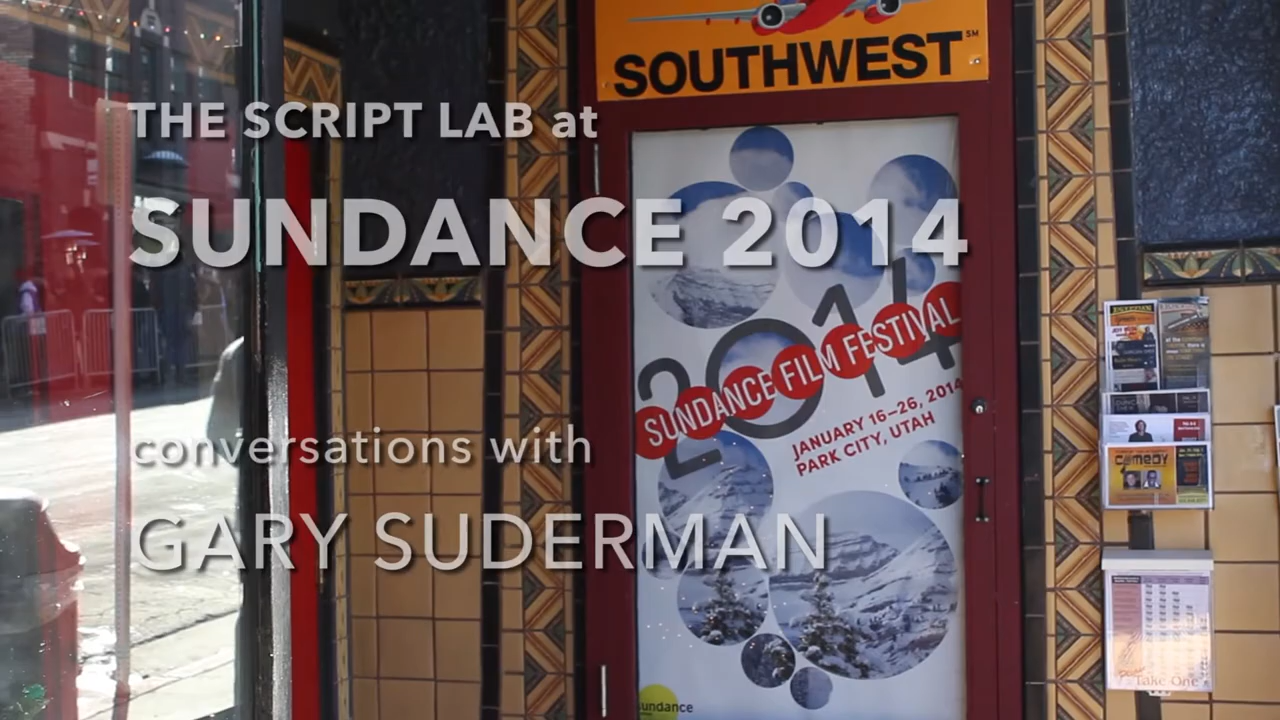 SOUTHWEST SM
THE SCRIPT LAB at
SUNDANCE 2014
2014
SUNDANCE FILM FESTIVAL
JANUARY 16–26, 2014
PARK CITY, UTAH
conversations with
GARY SUDERMAN
COMEDY
Take One
sundance